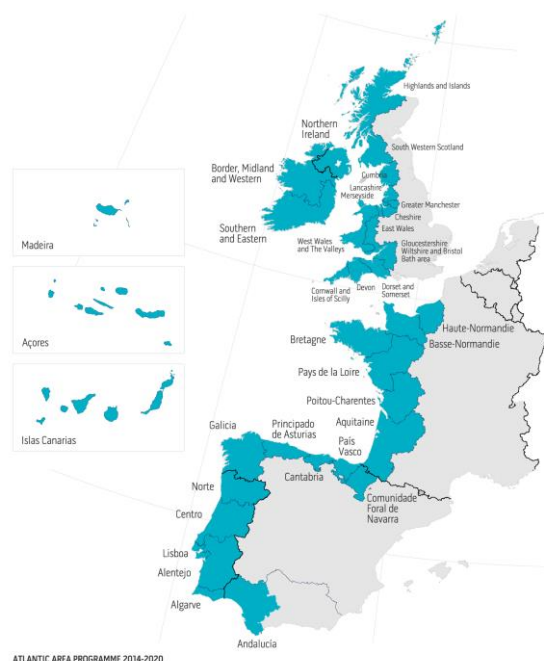 Highlands and Islands
Northern
Ireland
South Western Scotland
Border, Midland
and Western
Cumbria
Lancashire
Merseyside
Greater Manchester
Cheshire
East Wales
Southern
and Eastern
West Wales
and The Valleys
Gloucestershire
Wiltshire and Bristol
Bath area
Cornwall and
Isles of Scilly
Devon
Dorset and
Somerset
Madeira
Açores
Islas Canarias
Haute-Normandie
Basse-Normandie
Bretagne
Pays de la Loire
Poitou-Charentes
Aquitaine
País
Vasco
Galicia
Principado
de Asturias
Cantabria
Comunidade
Foral de
Navarra
Norte
Centro
Lisboa
Alentejo
Algarve
Andalucía
ATLANTIC AREA PROGRAMME 2014-2020